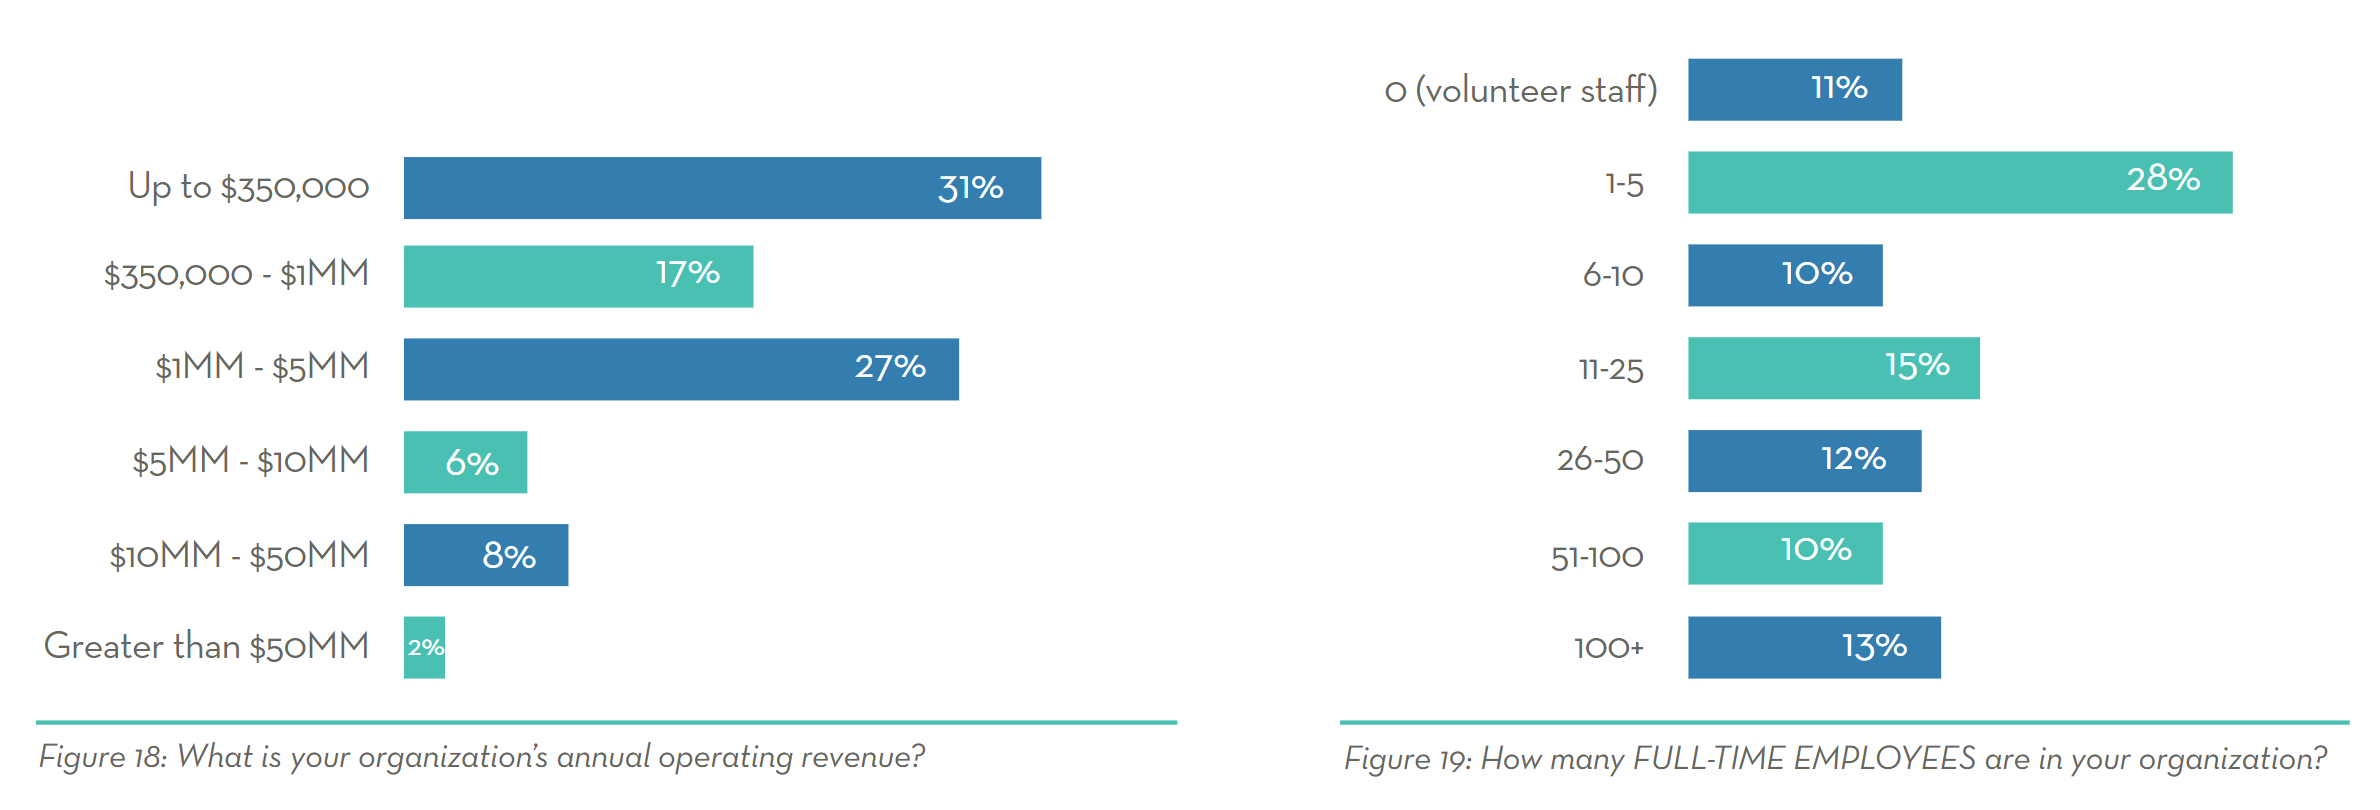 Up to $350,000 31%
$350,000 - $1MM 17%
$1MM - $5MM 27%
$5MM - $10MM 6%
$10MM - $50MM 8%
Greater than $50MM 2%
Figure 18: What is your organization's annual operating revenue?
0 (volunteer staff) 11%
1-5 28%
6-10 10%
11-25 15%
26-50 12%
51-100 10%
100+ 13%
Figure 19: How many FULL-TIME EMPLOYEES are in your organization?